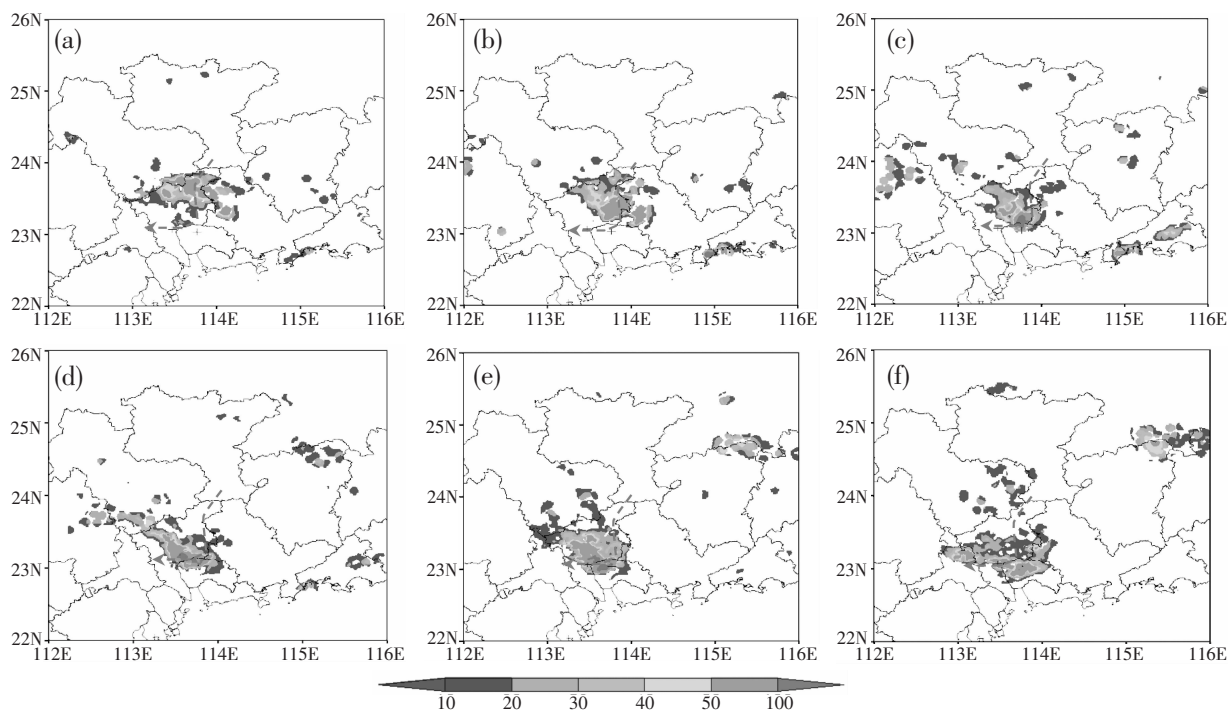 (a) (b) (c)
26N 26N 26N
25N 25N 25N
24N 24N 24N
23N 23N 23N
22N 22N 22N
112E 113E 114E 115E 116E 112E 113E 114E 115E 116E 112E 113E 114E 115E 116E
(d) (e) (f)
26N 26N 26N
25N 25N 25N
24N 24N 24N
23N 23N 23N
22N 22N 22N
112E 113E 114E 115E 116E 112E 113E 114E 115E 116E 112E 113E 114E 115E 116E
10 20 30 40 50 100